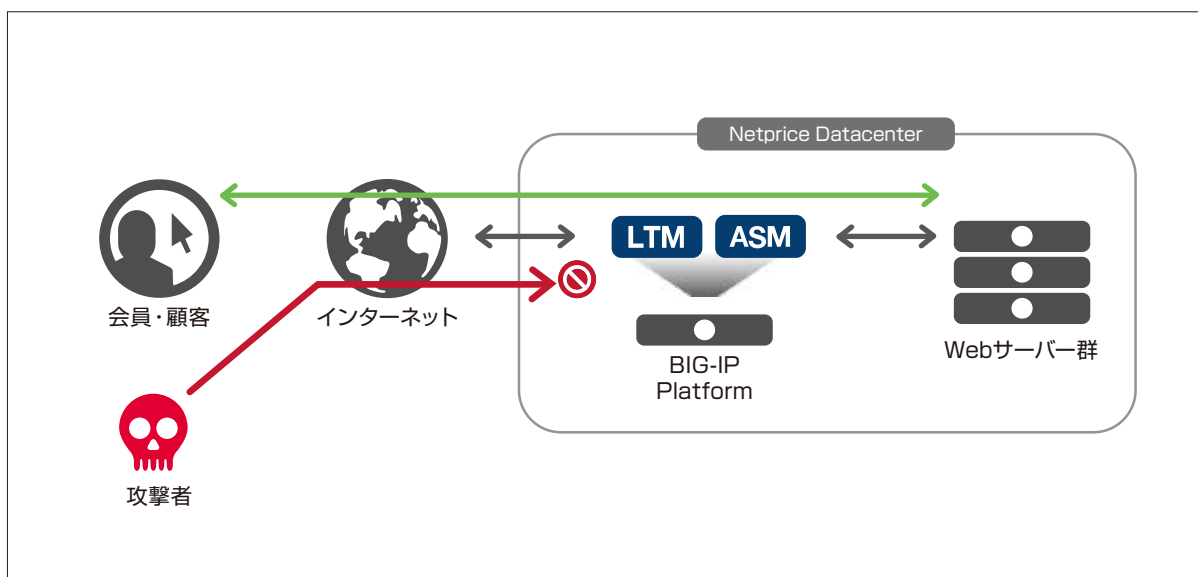 Netprice Datacenter
LTM
ASM
会員・顧客
インターネット
BIG-IP
Platform
Webサーバー群
攻撃者